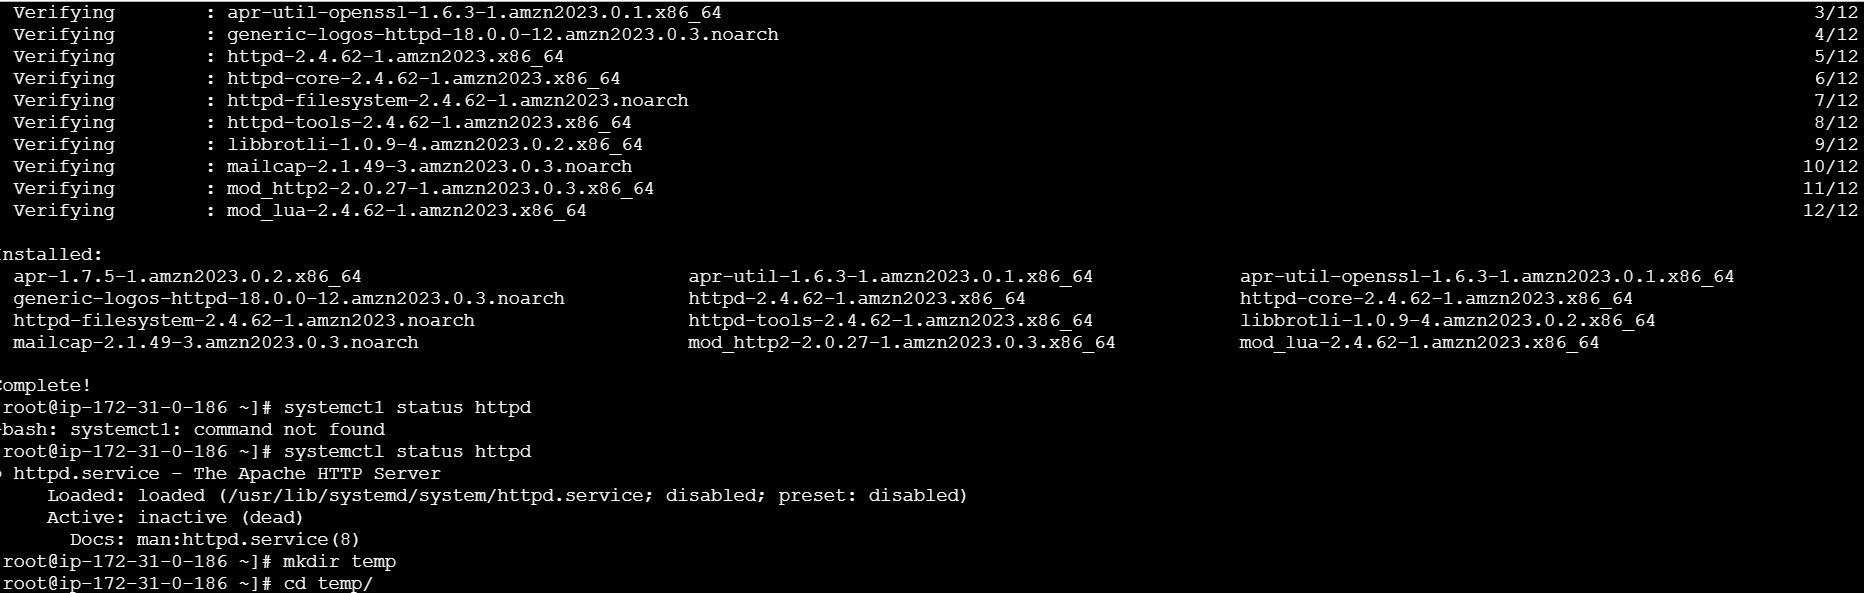 Verifying : apr-util-openssl-1.6.3-1.amzn2023.0.1.x86_64 3/12
Verifying : generic-logos-httpd-18.0.0-12.amzn2023.0.3.noarch 4/12
Verifying : httpd-2.4.62-1.amzn2023.x86_64 5/12
Verifying : httpd-core-2.4.62-1.amzn2023.x86_64 6/12
Verifying : httpd-filesystem-2.4.62-1.amzn2023.noarch 7/12
Verifying : httpd-tools-2.4.62-1.amzn2023.x86_64 8/12
Verifying : libbrotli-1.0.9-4.amzn2023.0.2.x86_64 9/12
Verifying : mailcap-2.1.49-3.amzn2023.0.3.noarch 10/12
Verifying : mod_http2-2.0.27-1.amzn2023.0.3.x86_64 11/12
Verifying : mod_lua-2.4.62-1.amzn2023.x86_64 12/12
nstalled:
apr-1.7.5-1.amzn2023.0.2.x86_64 apr-util-1.6.3-1.amzn2023.0.1.x86_64 apr-util-openssl-1.6.3-1.amzn2023.0.1.x86_64
generic-logos-httpd-18.0.0-12.amzn2023.0.3.noarch httpd-2.4.62-1.amzn2023.x86_64 httpd-core-2.4.62-1.amzn2023.x86_64
httpd-filesystem-2.4.62-1.amzn2023.noarch httpd-tools-2.4.62-1.amzn2023.x86_64 libbrotli-1.0.9-4.amzn2023.0.2.x86_64
mailcap-2.1.49-3.amzn2023.0.3.noarch mod_http2-2.0.27-1.amzn2023.0.3.x86_64 mod_lua-2.4.62-1.amzn2023.x86_64
Complete!
root@ip-172-31-0-186 ~]# systemct1 status httpd
-bash: systemct1: command not found
root@ip-172-31-0-186 ~]# systemctl status httpd
httpd.service - The Apache HTTP Server
Loaded: loaded (/usr/lib/systemd/system/httpd.service; disabled; preset: disabled)
Active: inactive (dead)
Docs: man:httpd.service(8)
root@ip-172-31-0-186 ~]# mkdir temp
root@ip-172-31-0-186 ~]# cd temp/